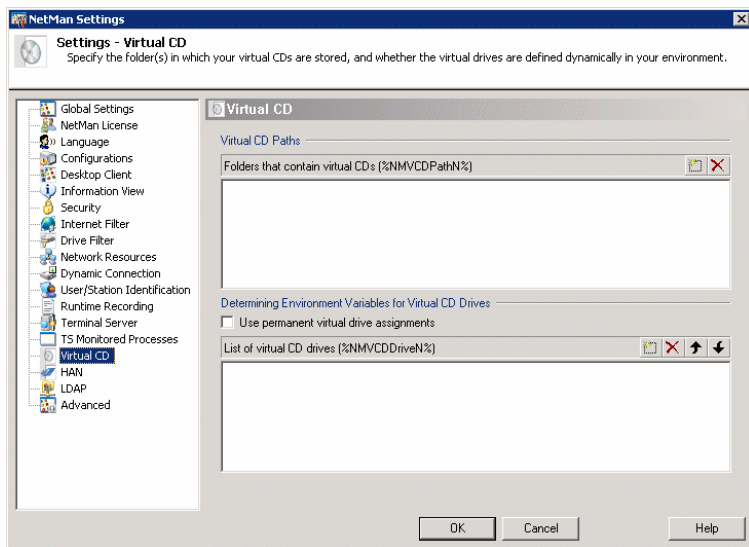 NetMan Settings
Settings - Virtual CD
Specify the folder(s) in which your virtual CDs are stored, and whether the virtual drives are defined dynamically in your environment.
Global Settings
NetMan License
Language
Configurations
Desktop Client
Information View
Security
Internet Filter
Drive Filter
Network Resources
Dynamic Connection
User/Station Identification
Runtime Recording
Terminal Server
TS Monitored Processes
Virtual CD
HAN
LDAP
Advanced
Virtual CD
Virtual CD Paths
Folders that contain virtual CDs (%NMVCDPathN%)
Determining Environment Variables for Virtual CD Drives
Use permanent virtual drive assignments
List of virtual CD drives (%NMVCDDriveN%)
OK
Cancel
Help